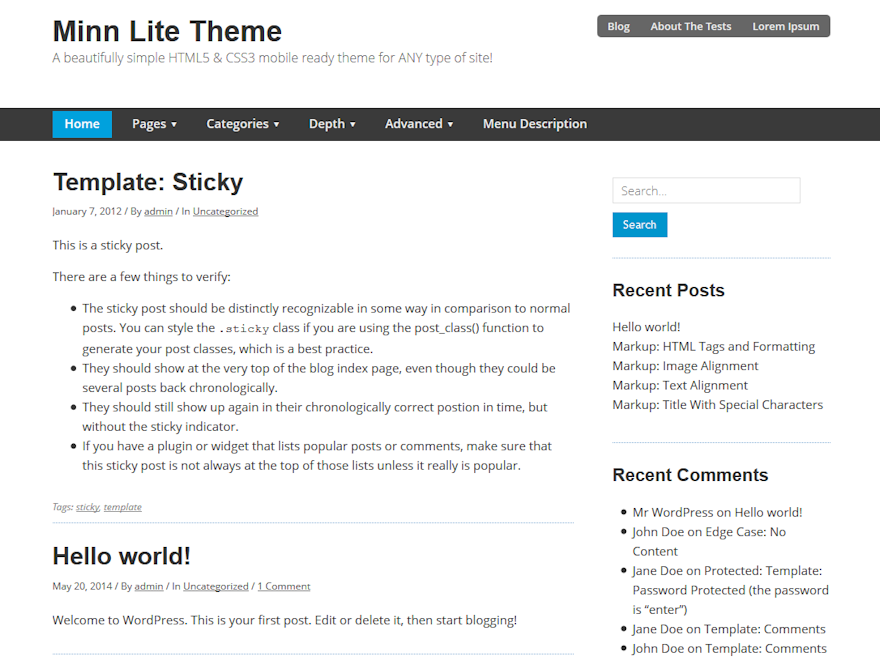 Minn Lite Theme
A beautifully simple HTML5 & CSS3 mobile ready theme for ANY type of site!
Blog About The Tests Lorem Ipsum
Home Pages ▼ Categories ▼ Depth ▼ Advanced ▼ Menu Description
Template: Sticky
January 7, 2012 / By admin / In Uncategorized
This is a sticky post.
There are a few things to verify:
• The sticky post should be distinctly recognizable in some way in comparison to normal
posts. You can style the .sticky class if you are using the post_class() function to
generate your post classes, which is a best practice.
• They should show at the very top of the blog index page, even though they could be
several posts back chronologically.
• They should still show up again in their chronologically correct postion in time, but
without the sticky indicator.
• If you have a plugin or widget that lists popular posts or comments, make sure that
this sticky post is not always at the top of those lists unless it really is popular.
Tags: sticky, template
Hello world!
May 20, 2014 / By admin / In Uncategorized / 1 Comment
Welcome to WordPress. This is your first post. Edit or delete it, then start blogging!
Search...
Search
Recent Posts
Hello world!
Markup: HTML Tags and Formatting
Markup: Image Alignment
Markup: Text Alignment
Markup: Title With Special Characters
Recent Comments
• Mr WordPress on Hello world!
• John Doe on Edge Case: No
Content
• Jane Doe on Protected: Template:
Password Protected (the password
is “enter”)
• Jane Doe on Template: Comments
• John Doe on Template: Comments